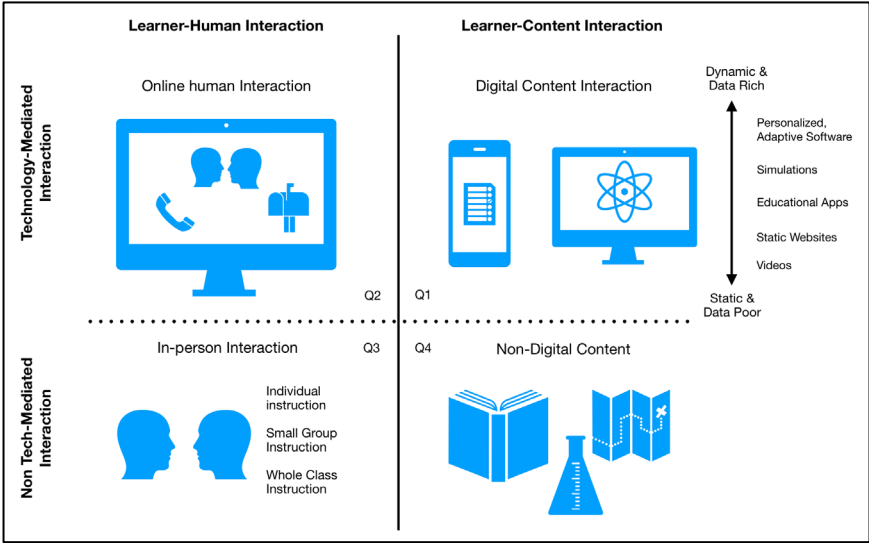 Learner-Human Interaction
Learner-Content Interaction
Technology-Mediated
Interaction
Online human Interaction
Digital Content Interaction
Dynamic &
Data Rich
Personalized,
Adaptive Software
Simulations
Educational Apps
Static Websites
Videos
Static &
Data Poor
Q2
Q1
Non Tech-Mediated
Interaction
In-person Interaction
Q3
Q4
Non-Digital Content
Individual
instruction
Small Group
Instruction
Whole Class
Instruction